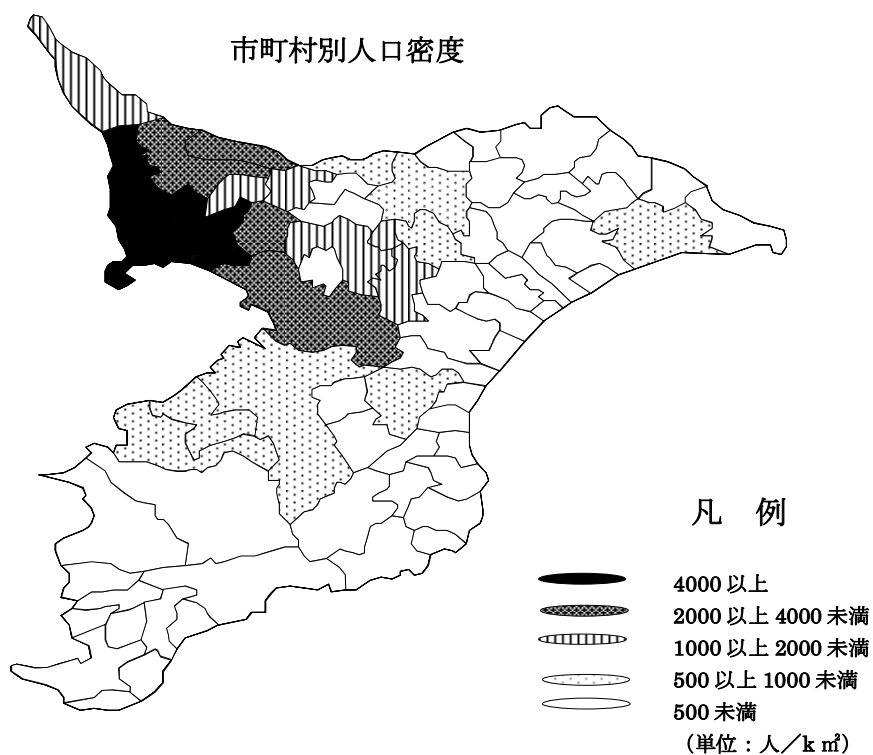 市町村別人口密度
凡 例
4000 以上
2000 以上 4000 未満
1000 以上 2000 未満
500 以上 1000 未満
500 未満
(単位：人／k ㎡)